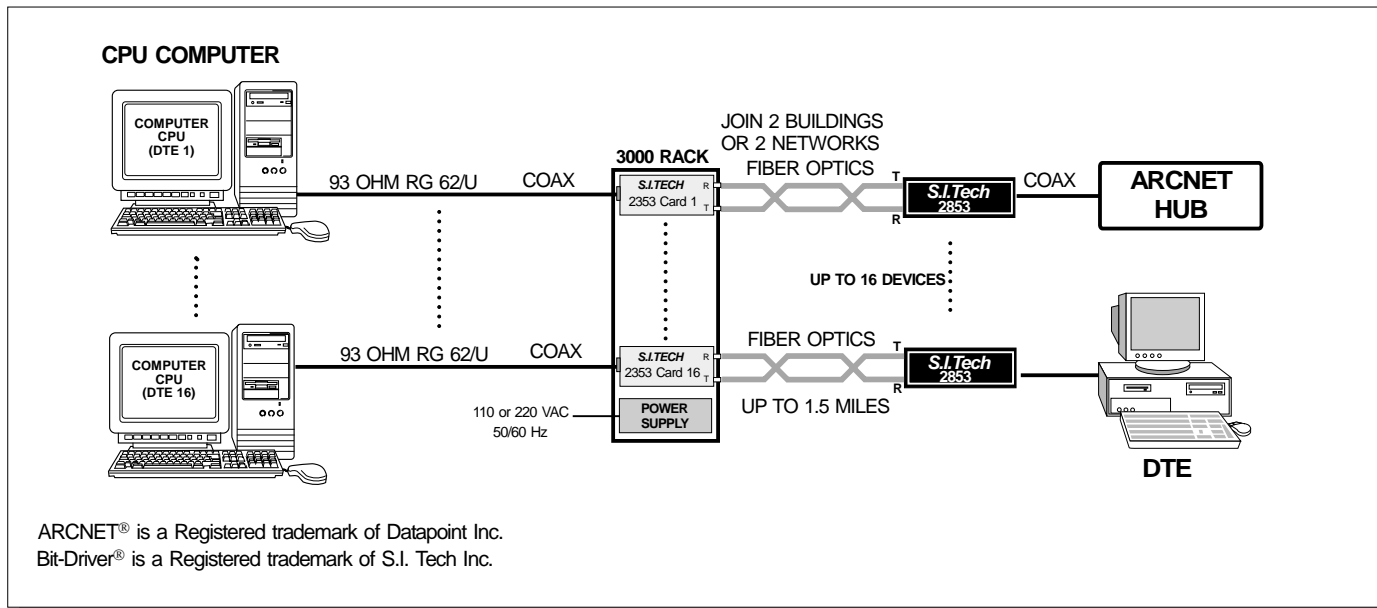 CPU COMPUTER
COMPUTER
CPU
(DTE 1)
93 OHM RG 62/U
COAX
3000 RACK
S.I.TECH
2353 Card 1
R
T
JOIN 2 BUILDINGS
OR 2 NETWORKS
FIBER OPTICS
T
R
S.I.Tech
2853
COAX
ARCNET
HUB
UP TO 16 DEVICES
COMPUTER
CPU
(DTE 16)
93 OHM RG 62/U
COAX
S.I.TECH
2353 Card 16
R
T
FIBER OPTICS
UP TO 1.5 MILES
T
R
S.I.Tech
2853
110 or 220 VAC
50/60 Hz
POWER
SUPPLY
DTE
ARCNET® is a Registered trademark of Datapoint Inc.
Bit-Driver® is a Registered trademark of S.I. Tech Inc.